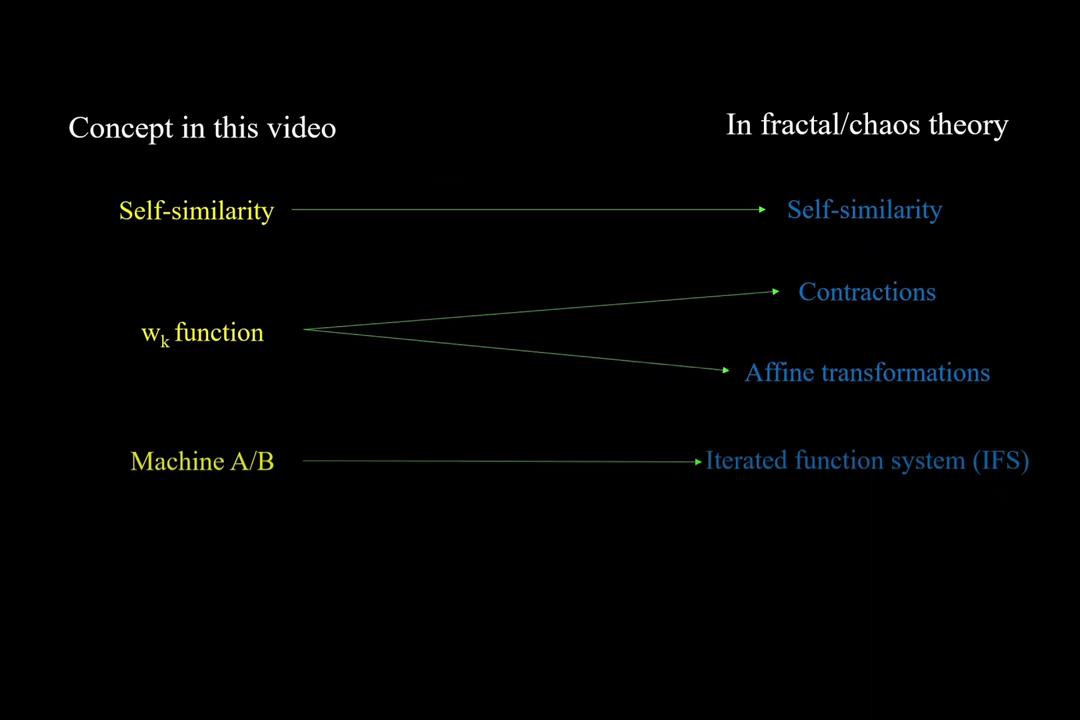 Concept in this video
In fractal/chaos theory
Self-similarity
Self-similarity
wₖ function
Contractions
Affine transformations
Machine A/B
Iterated function system (IFS)